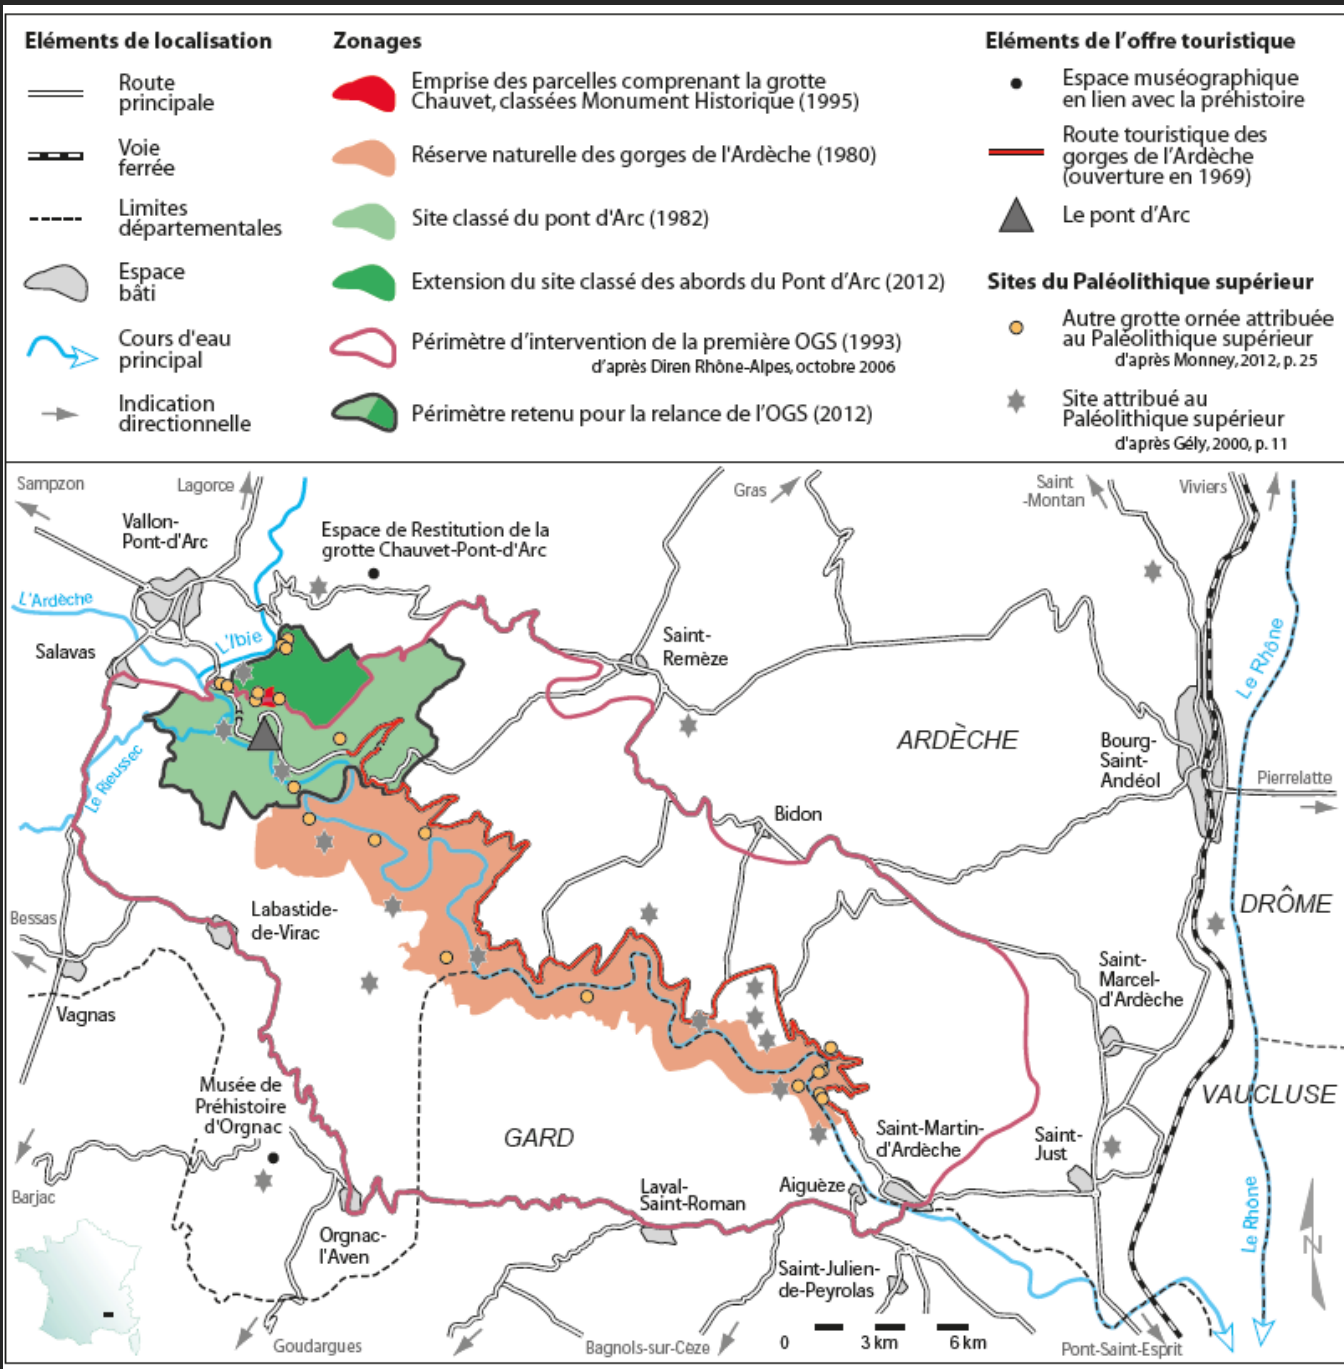 Eléments de localisation
Route
principale
Voie
ferrée
Limites
départementales
Espace
bâti
Cours d'eau
principal
Indication
directionnelle
Zonages
Emprise des parcelles comprenant la grotte
Chauvet, classées Monument Historique (1995)
Réserve naturelle des gorges de l'Ardèche (1980)
Site classé du pont d'Arc (1982)
Extension du site classé des abords du Pont d'Arc (2012)
Périmètre d'intervention de la première OGS (1993)
d'après Diren Rhône-Alpes, octobre 2006
Périmètre retenu pour la relance de l'OGS (2012)
Eléments de l'offre touristique
Espace muséographique
en lien avec la préhistoire
Route touristique des
gorges de l'Ardèche
(ouverture en 1969)
Le pont d'Arc
Sites du Paléolithique supérieur
Autre grotte ornée attribuée
au Paléolithique supérieur
d'après Monney, 2012, p. 25
Site attribué au
Paléolithique supérieur
d'après Gély, 2000, p. 11
Sampzon
Lagorce
Gras
Saint
-Montan
Viviers
Vallon-
Pont-d'Arc
Espace de Restitution de la
grotte Chauvet-Pont-d'Arc
L'Ardèche
L'Ibie
Salavas
Saint-
Remèze
Le Rhône
ARDÈCHE
Bourg-
Saint-
Andéol
Pierrelatte
Le Rieussec
Bidon
Labastide-
de-Virac
Bessas
DRÔME
Vagnas
Saint-
Marcel-
d'Ardèche
Musée de
Préhistoire
d'Orgnac
VAUCLUSE
GARD
Saint-Martin-
d'Ardèche
Saint-
Just
Barjac
Laval-
Saint-Roman
Aiguèze
Le Rhône
Orgnac-
l'Aven
N
Saint-Julien-
de-Peyrolas
Goudargues
Bagnols-sur-Cèze
0 3 km 6 km
Pont-Saint-Esprit